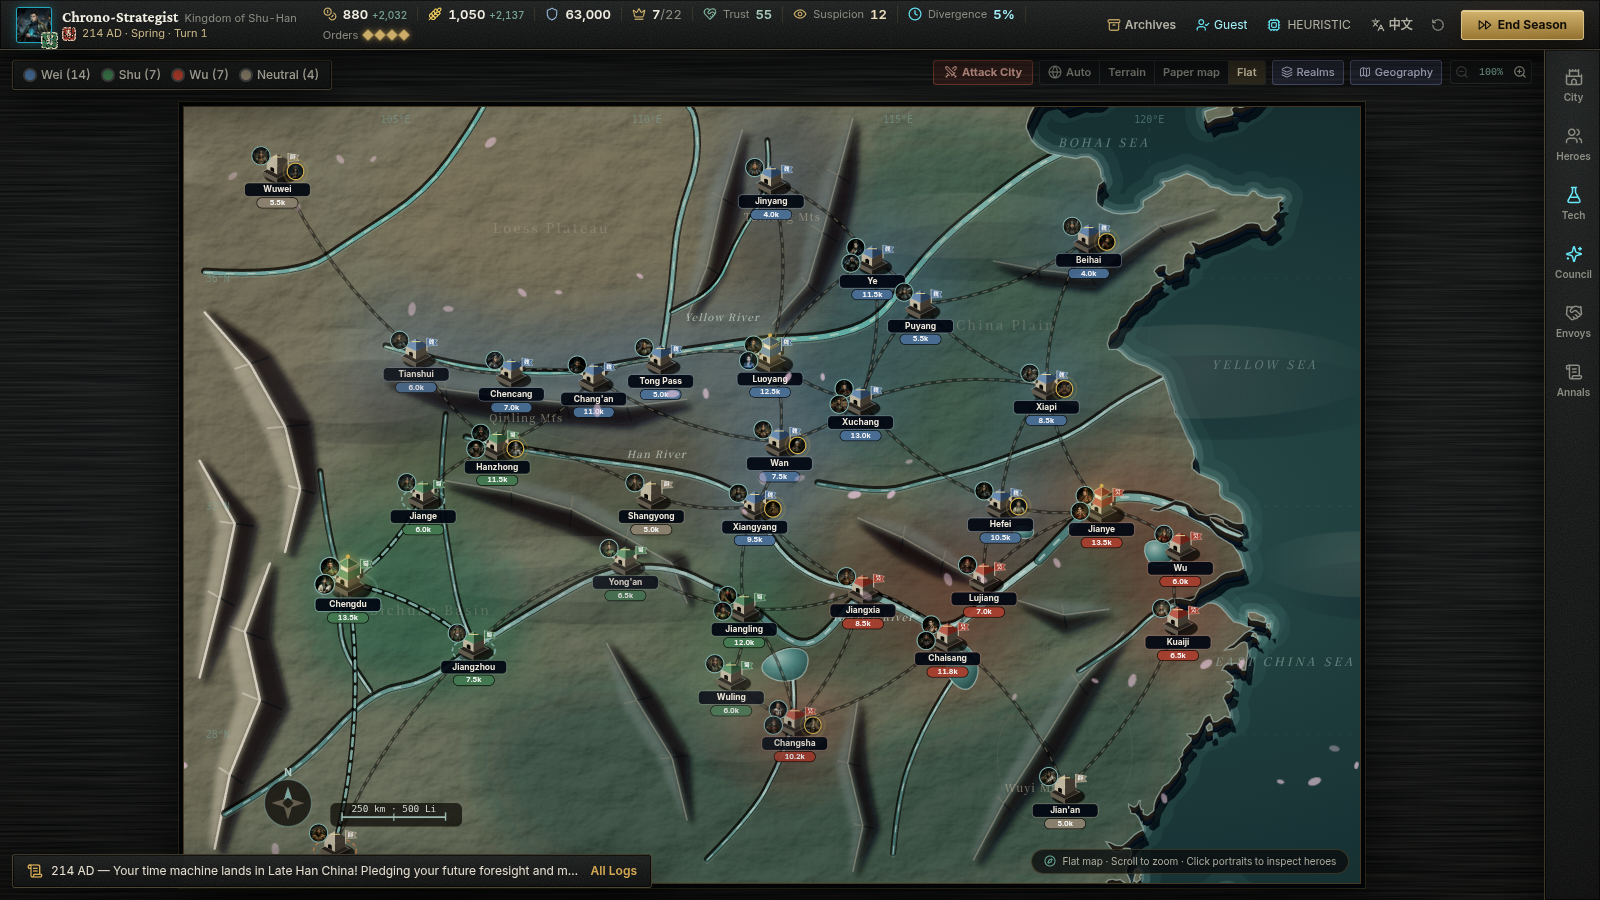 Chrono-Strategist Kingdom of Shu-Han
214 AD · Spring · Turn 1
880 +2,032
1,050 +2,137
63,000
7/22
Trust 55
Suspicion 12
Divergence 5%
Orders
Archives
Guest
HEURISTIC
中文
End Season
Wei (14)
Shu (7)
Wu (7)
Neutral (4)
Attack City
Auto
Terrain
Paper map
Flat
Realms
Geography
100%
City
Heroes
Tech
Council
Envoys
Annals
105°E
110°E
115°E
120°E
BOHAI SEA
Wuwei
5.5k
Jinyang
4.0k
Loess Plateau
Beihai
4.0k
Ye
11.5k
Yellow River
Puyang
5.5k
China Plain
YELLOW SEA
Tianshui
6.0k
Chencang
7.0k
Chang'an
11.0k
Tong Pass
5.0k
Luoyang
12.5k
Xiapi
8.5k
Qinling Mts
Xuchang
13.0k
Han River
Hanzhong
11.5k
Wan
7.5k
Jiange
6.0k
Shangyong
5.0k
Xiangyang
9.5k
Hefei
10.5k
Jianye
13.5k
Wu
6.0k
Yong'an
6.5k
Chengdu
13.5k
Lujiang
7.0k
Jiangxia
8.5k
Jiangling
12.0k
Kuaiji
6.5k
Chaisang
11.8k
EAST CHINA SEA
Jiangzhou
7.5k
Wuling
6.0k
Changsha
10.2k
28°N
N
250 km · 500 Li
Jian'an
5.0k
214 AD — Your time machine lands in Late Han China! Pledging your future foresight and m...
All Logs
Flat map · Scroll to zoom · Click portraits to inspect heroes